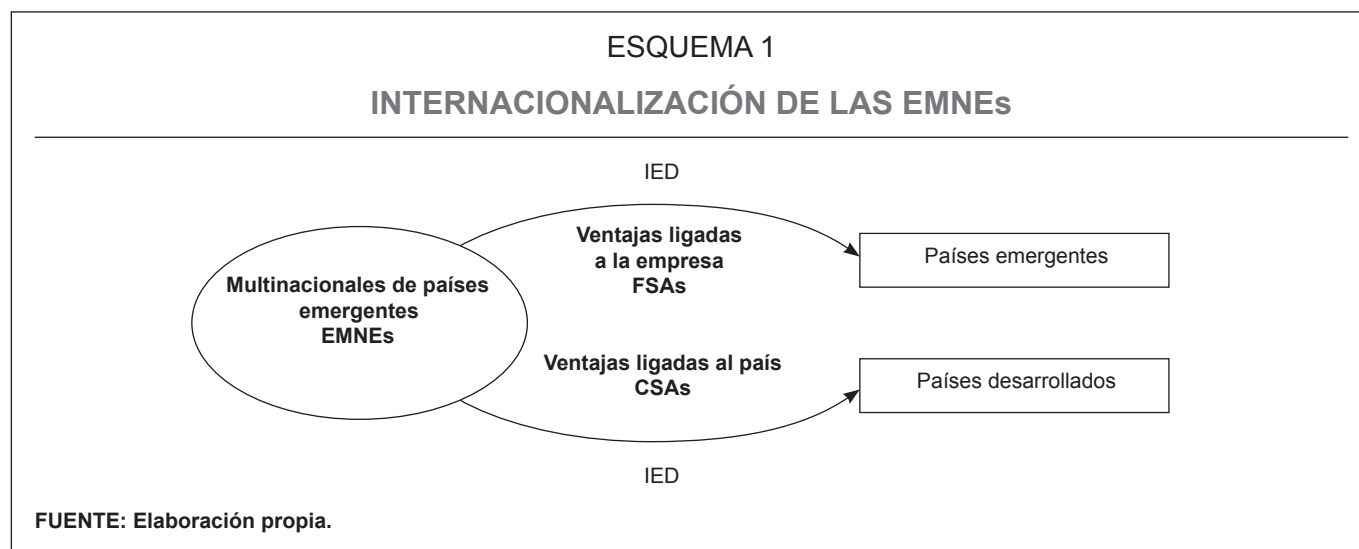 ESQUEMA 1
INTERNACIONALIZACIÓN DE LAS EMNEs
IED
Ventajas ligadas
a la empresa
FSAs
Países emergentes
Multinacionales de países
emergentes
EMNEs
Ventajas ligadas al país
CSAs
Países desarrollados
IED
FUENTE: Elaboración propia.